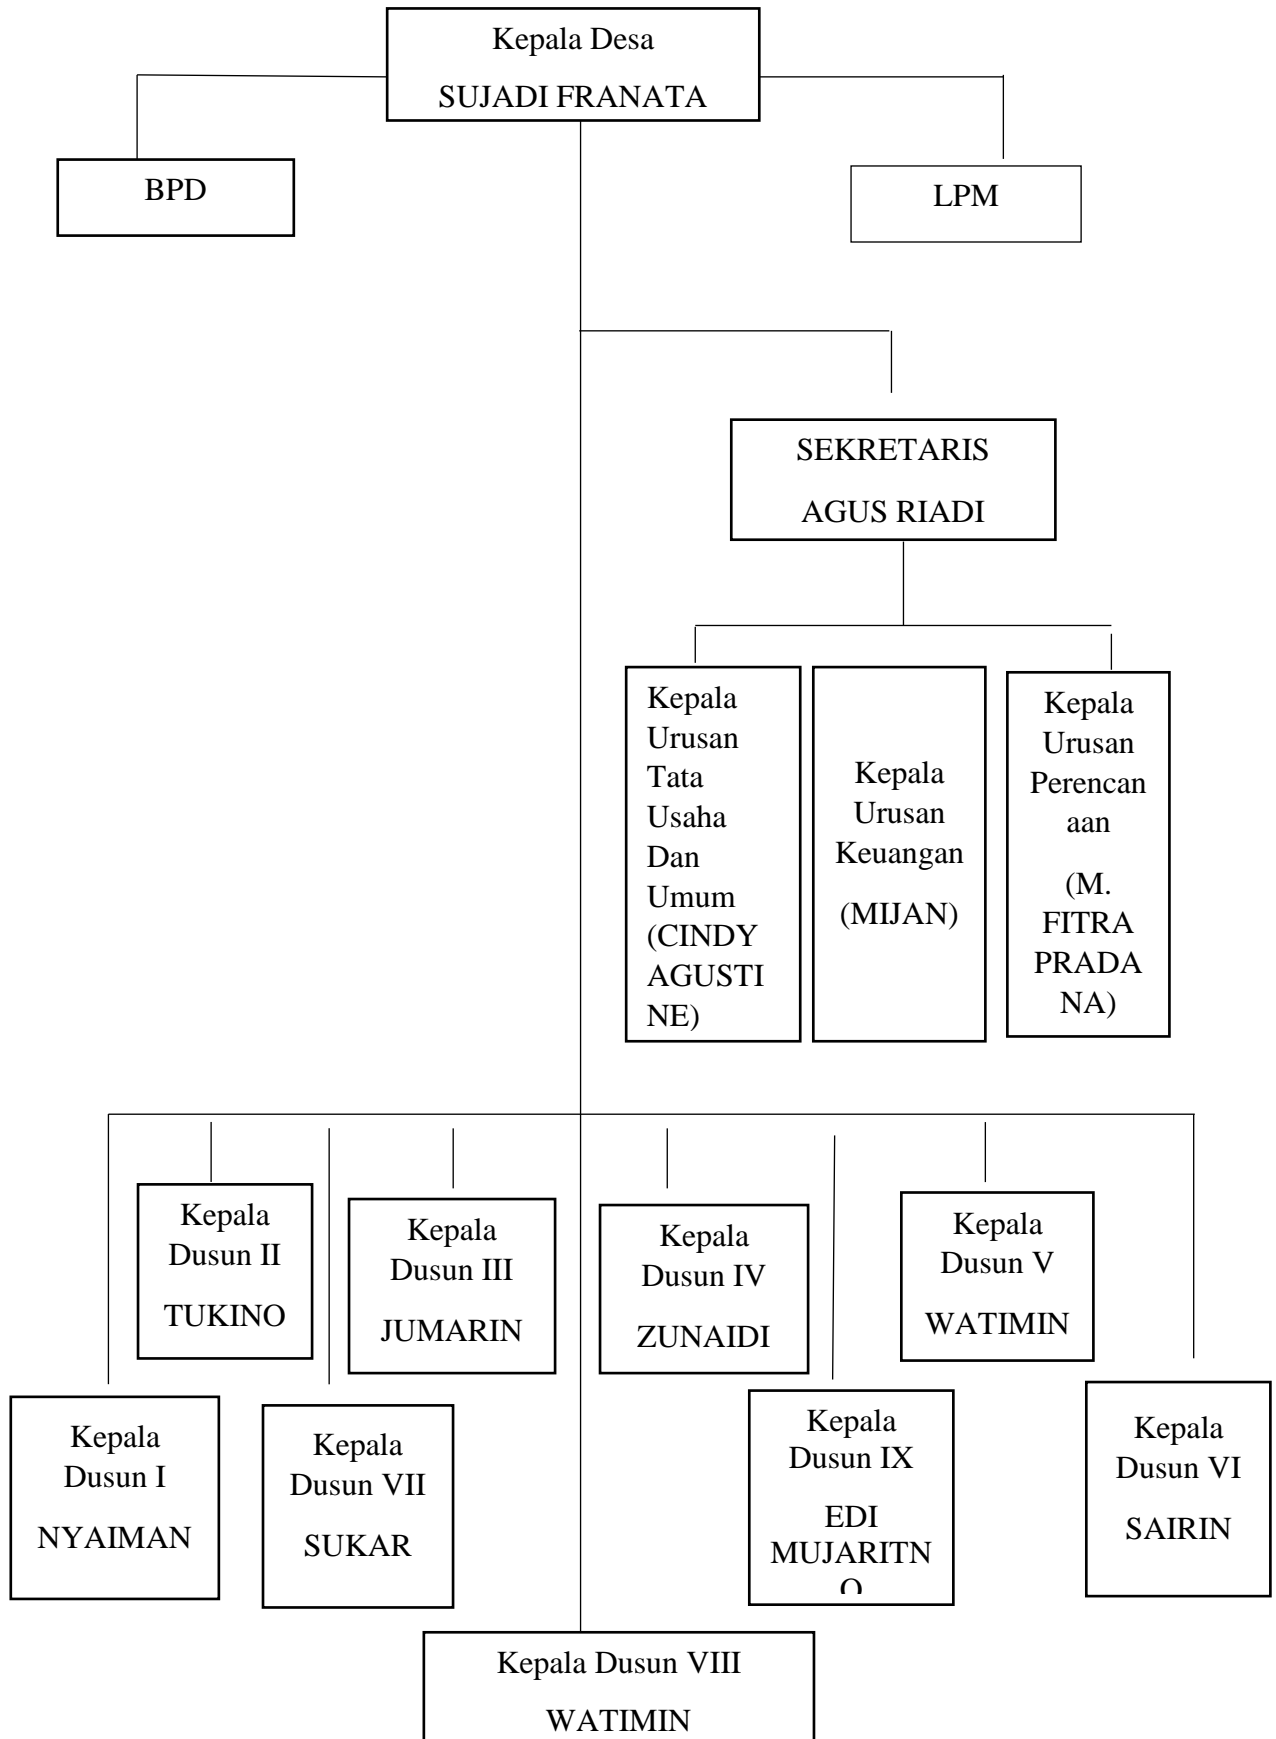 Kepala Desa
SUJADI FRANATA
BPD
LPM
SEKRETARIS
AGUS RIADI
Kepala
Urusan
Tata
Usaha
Dan
Umum
(CINDY
AGUSTI
NE)
Kepala
Urusan
Keuangan
(MIJAN)
Kepala
Urusan
Perencan
aan
(M.
FITRA
PRADA
NA)
Kepala
Dusun II
TUKINO
Kepala
Dusun III
JUMARIN
Kepala
Dusun IV
ZUNAIDI
Kepala
Dusun V
WATIMIN
Kepala
Dusun I
NYAIMAN
Kepala
Dusun VII
SUKAR
Kepala
Dusun IX
EDI
MUJARITN
O
Kepala
Dusun VI
SAIRIN
Kepala Dusun VIII
WATIMIN